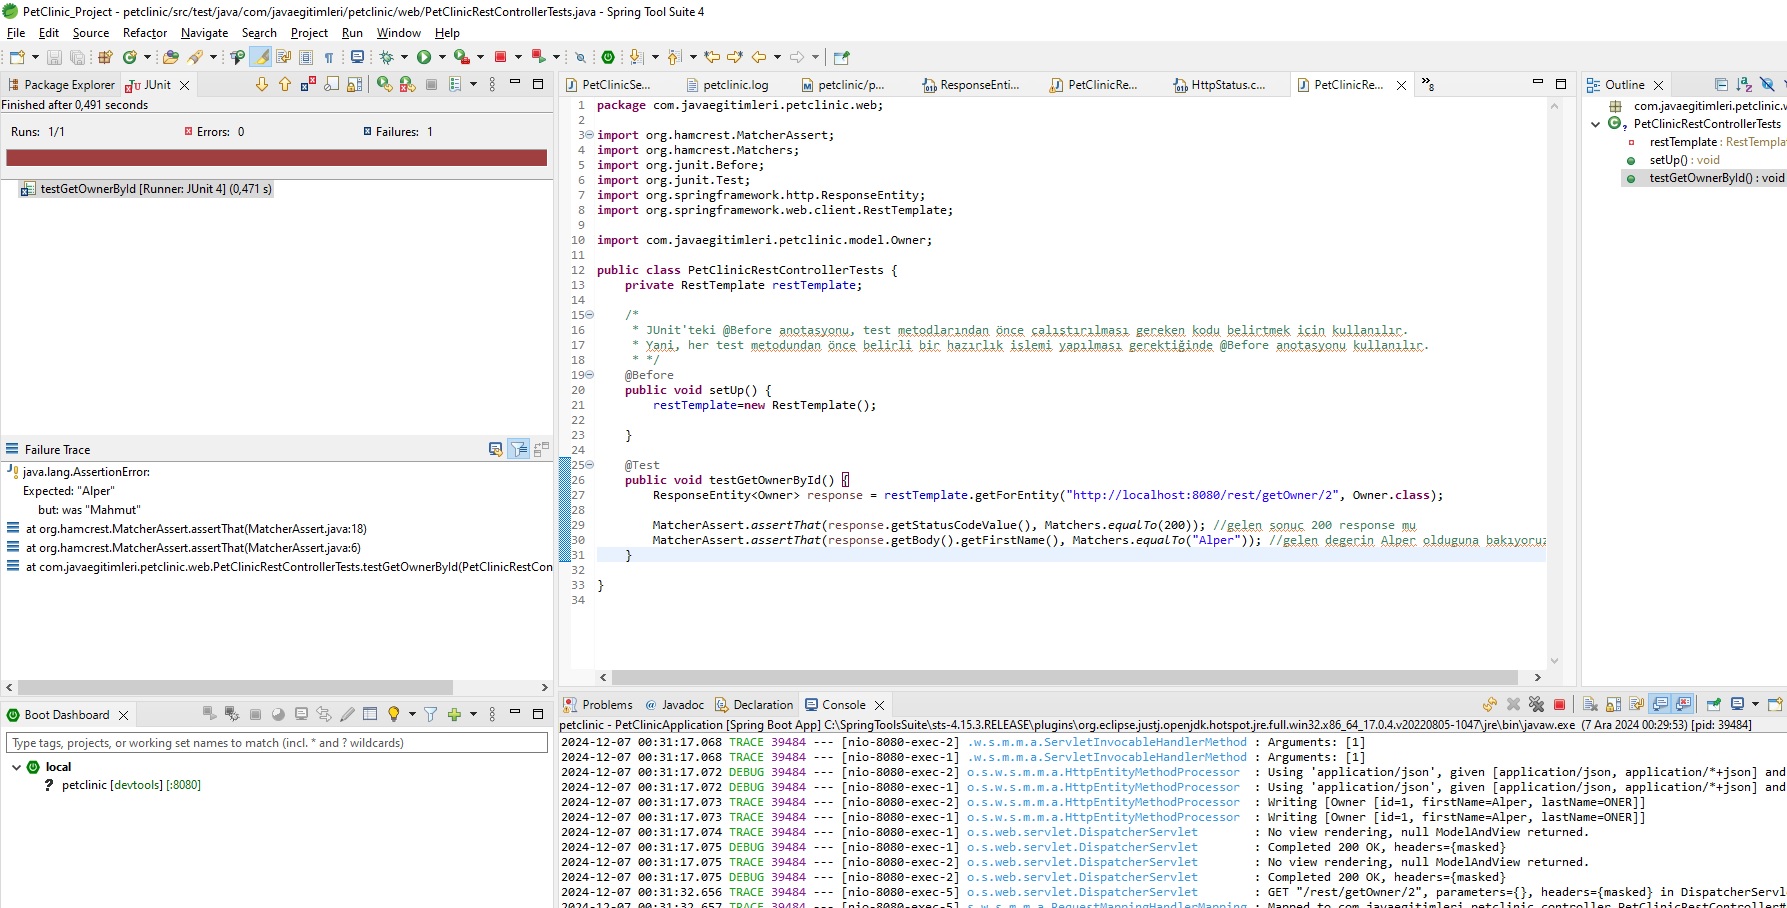 PetClinic_Project - petclinic/src/test/java/com/javaegitimleri/petclinic/web/PetClinicRestControllerTests.java - Spring Tool Suite 4
File Edit Source Refactor Navigate Search Project Run Window Help
Package Explorer JUnit
Finished after 0,491 seconds
Runs: 1/1 Errors: 0 Failures: 1
testGetOwnerById [Runner: JUnit 4] (0,471 s)
Failure Trace
java.lang.AssertionError:
Expected: "Alper"
but: was "Mahmut"
at org.hamcrest.MatcherAssert.assertThat(MatcherAssert.java:18)
at org.hamcrest.MatcherAssert.assertThat(MatcherAssert.java:6)
at com.javaegitimleri.petclinic.web.PetClinicRestControllerTests.testGetOwnerById(PetClinicRestCon
Boot Dashboard
Type tags, projects, or working set names to match (incl. * and ? wildcards)
local
petclinic [devtools] [:8080]
PetClinicSe... petclinic.log petclinic/p... ResponseEnti... PetClinicRe... HttpStatus.c... PetClinicRe... »8
1 package com.javaegitimleri.petclinic.web;
2
3 import org.hamcrest.MatcherAssert;
4 import org.hamcrest.Matchers;
5 import org.junit.Before;
6 import org.junit.Test;
7 import org.springframework.http.ResponseEntity;
8 import org.springframework.web.client.RestTemplate;
9
10 import com.javaegitimleri.petclinic.model.Owner;
11
12 public class PetClinicRestControllerTests {
13 private RestTemplate restTemplate;
14
15 /*
16 * JUnit'teki @Before anotasyonu, test metodlarından önce çalıştırılması gereken kodu belirtmek için kullanılır.
17 * Yani, her test metodundan önce belirli bir hazırlık işlemi yapılması gerektiğinde @Before anotasyonu kullanılır.
18 * */
19 @Before
20 public void setUp() {
21 restTemplate=new RestTemplate();
22
23 }
24
25 @Test
26 public void testGetOwnerById() {
27 ResponseEntity<Owner> response = restTemplate.getForEntity("http://localhost:8080/rest/getOwner/2", Owner.class);
28
29 MatcherAssert.assertThat(response.getStatusCodeValue(), Matchers.equalTo(200)); //gelen sonuc 200 response mu
30 MatcherAssert.assertThat(response.getBody().getFirstName(), Matchers.equalTo("Alper")); //gelen degerin Alper olduguna bakıyoruz
31 }
32
33 }
34
Outline
com.javaegitimleri.petclinic.w
PetClinicRestControllerTests
restTemplate : RestTempla
setUp() : void
testGetOwnerById() : void
Problems @ Javadoc Declaration Console
petclinic - PetClinicApplication [Spring Boot App] C:\SpringToolsSuite\sts-4.15.3.RELEASE\plugins\org.eclipse.justj.openjdk.hotspot.jre.full.win32.x86_64_17.0.4.v20220805-1047\jre\bin\javaw.exe (7 Ara 2024 00:29:53) [pid: 39484]
2024-12-07 00:31:17.068 TRACE 39484 --- [nio-8080-exec-2] .w.s.m.m.a.ServletInvocableHandlerMethod : Arguments: [1]
2024-12-07 00:31:17.068 TRACE 39484 --- [nio-8080-exec-1] .w.s.m.m.a.ServletInvocableHandlerMethod : Arguments: [1]
2024-12-07 00:31:17.072 DEBUG 39484 --- [nio-8080-exec-2] o.s.w.s.m.m.a.HttpEntityMethodProcessor : Using 'application/json', given [application/json, application/*+json] and
2024-12-07 00:31:17.072 DEBUG 39484 --- [nio-8080-exec-1] o.s.w.s.m.m.a.HttpEntityMethodProcessor : Using 'application/json', given [application/json, application/*+json] and
2024-12-07 00:31:17.073 TRACE 39484 --- [nio-8080-exec-2] o.s.w.s.m.m.a.HttpEntityMethodProcessor : Writing [Owner [id=1, firstName=Alper, lastName=ONER]]
2024-12-07 00:31:17.073 TRACE 39484 --- [nio-8080-exec-1] o.s.w.s.m.m.a.HttpEntityMethodProcessor : Writing [Owner [id=1, firstName=Alper, lastName=ONER]]
2024-12-07 00:31:17.074 TRACE 39484 --- [nio-8080-exec-1] o.s.web.servlet.DispatcherServlet : No view rendering, null ModelAndView returned.
2024-12-07 00:31:17.075 DEBUG 39484 --- [nio-8080-exec-1] o.s.web.servlet.DispatcherServlet : Completed 200 OK, headers={masked}
2024-12-07 00:31:17.075 TRACE 39484 --- [nio-8080-exec-2] o.s.web.servlet.DispatcherServlet : No view rendering, null ModelAndView returned.
2024-12-07 00:31:17.075 DEBUG 39484 --- [nio-8080-exec-2] o.s.web.servlet.DispatcherServlet : Completed 200 OK, headers={masked}
2024-12-07 00:31:32.656 TRACE 39484 --- [nio-8080-exec-5] o.s.web.servlet.DispatcherServlet : GET "/rest/getOwner/2", parameters={}, headers={masked} in DispatcherServl
2024-12-07 00:31:32.657 TRACE 39484 --- [nio-8080-exec-5] s.w.s.m.m.a.RequestMappingHandlerMapping : Mapped to com.javaegitimleri.petclinic.controller.PetClinicRestController#